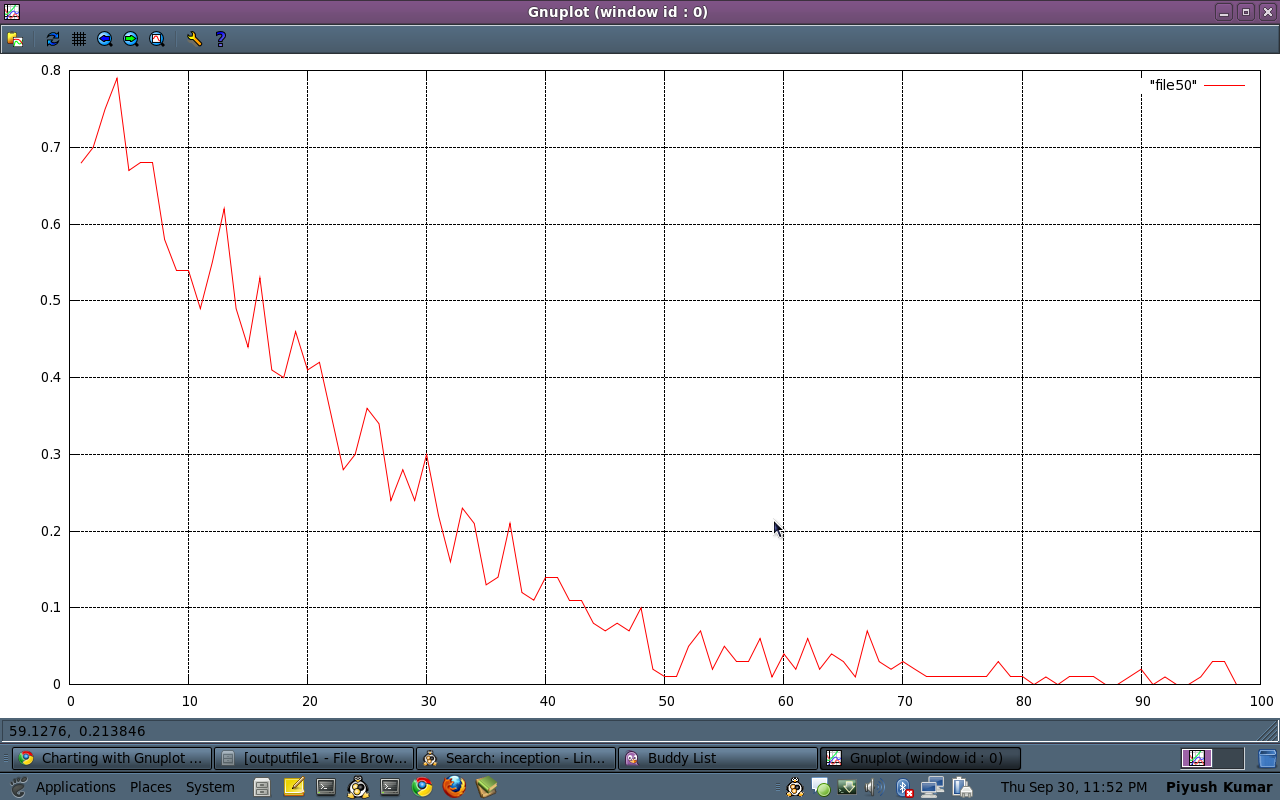 Gnuplot (window id : 0)
"file50"
0.8
0.7
0.6
0.5
0.4
0.3
0.2
0.1
0
0 10 20 30 40 50 60 70 80 90 100
59.1276, 0.213846
Charting with Gnuplot ... [outputfile1 - File Brow... Search: inception - Lin... Buddy List Gnuplot (window id : 0)
Applications Places System Thu Sep 30, 11:52 PM Piyush Kumar